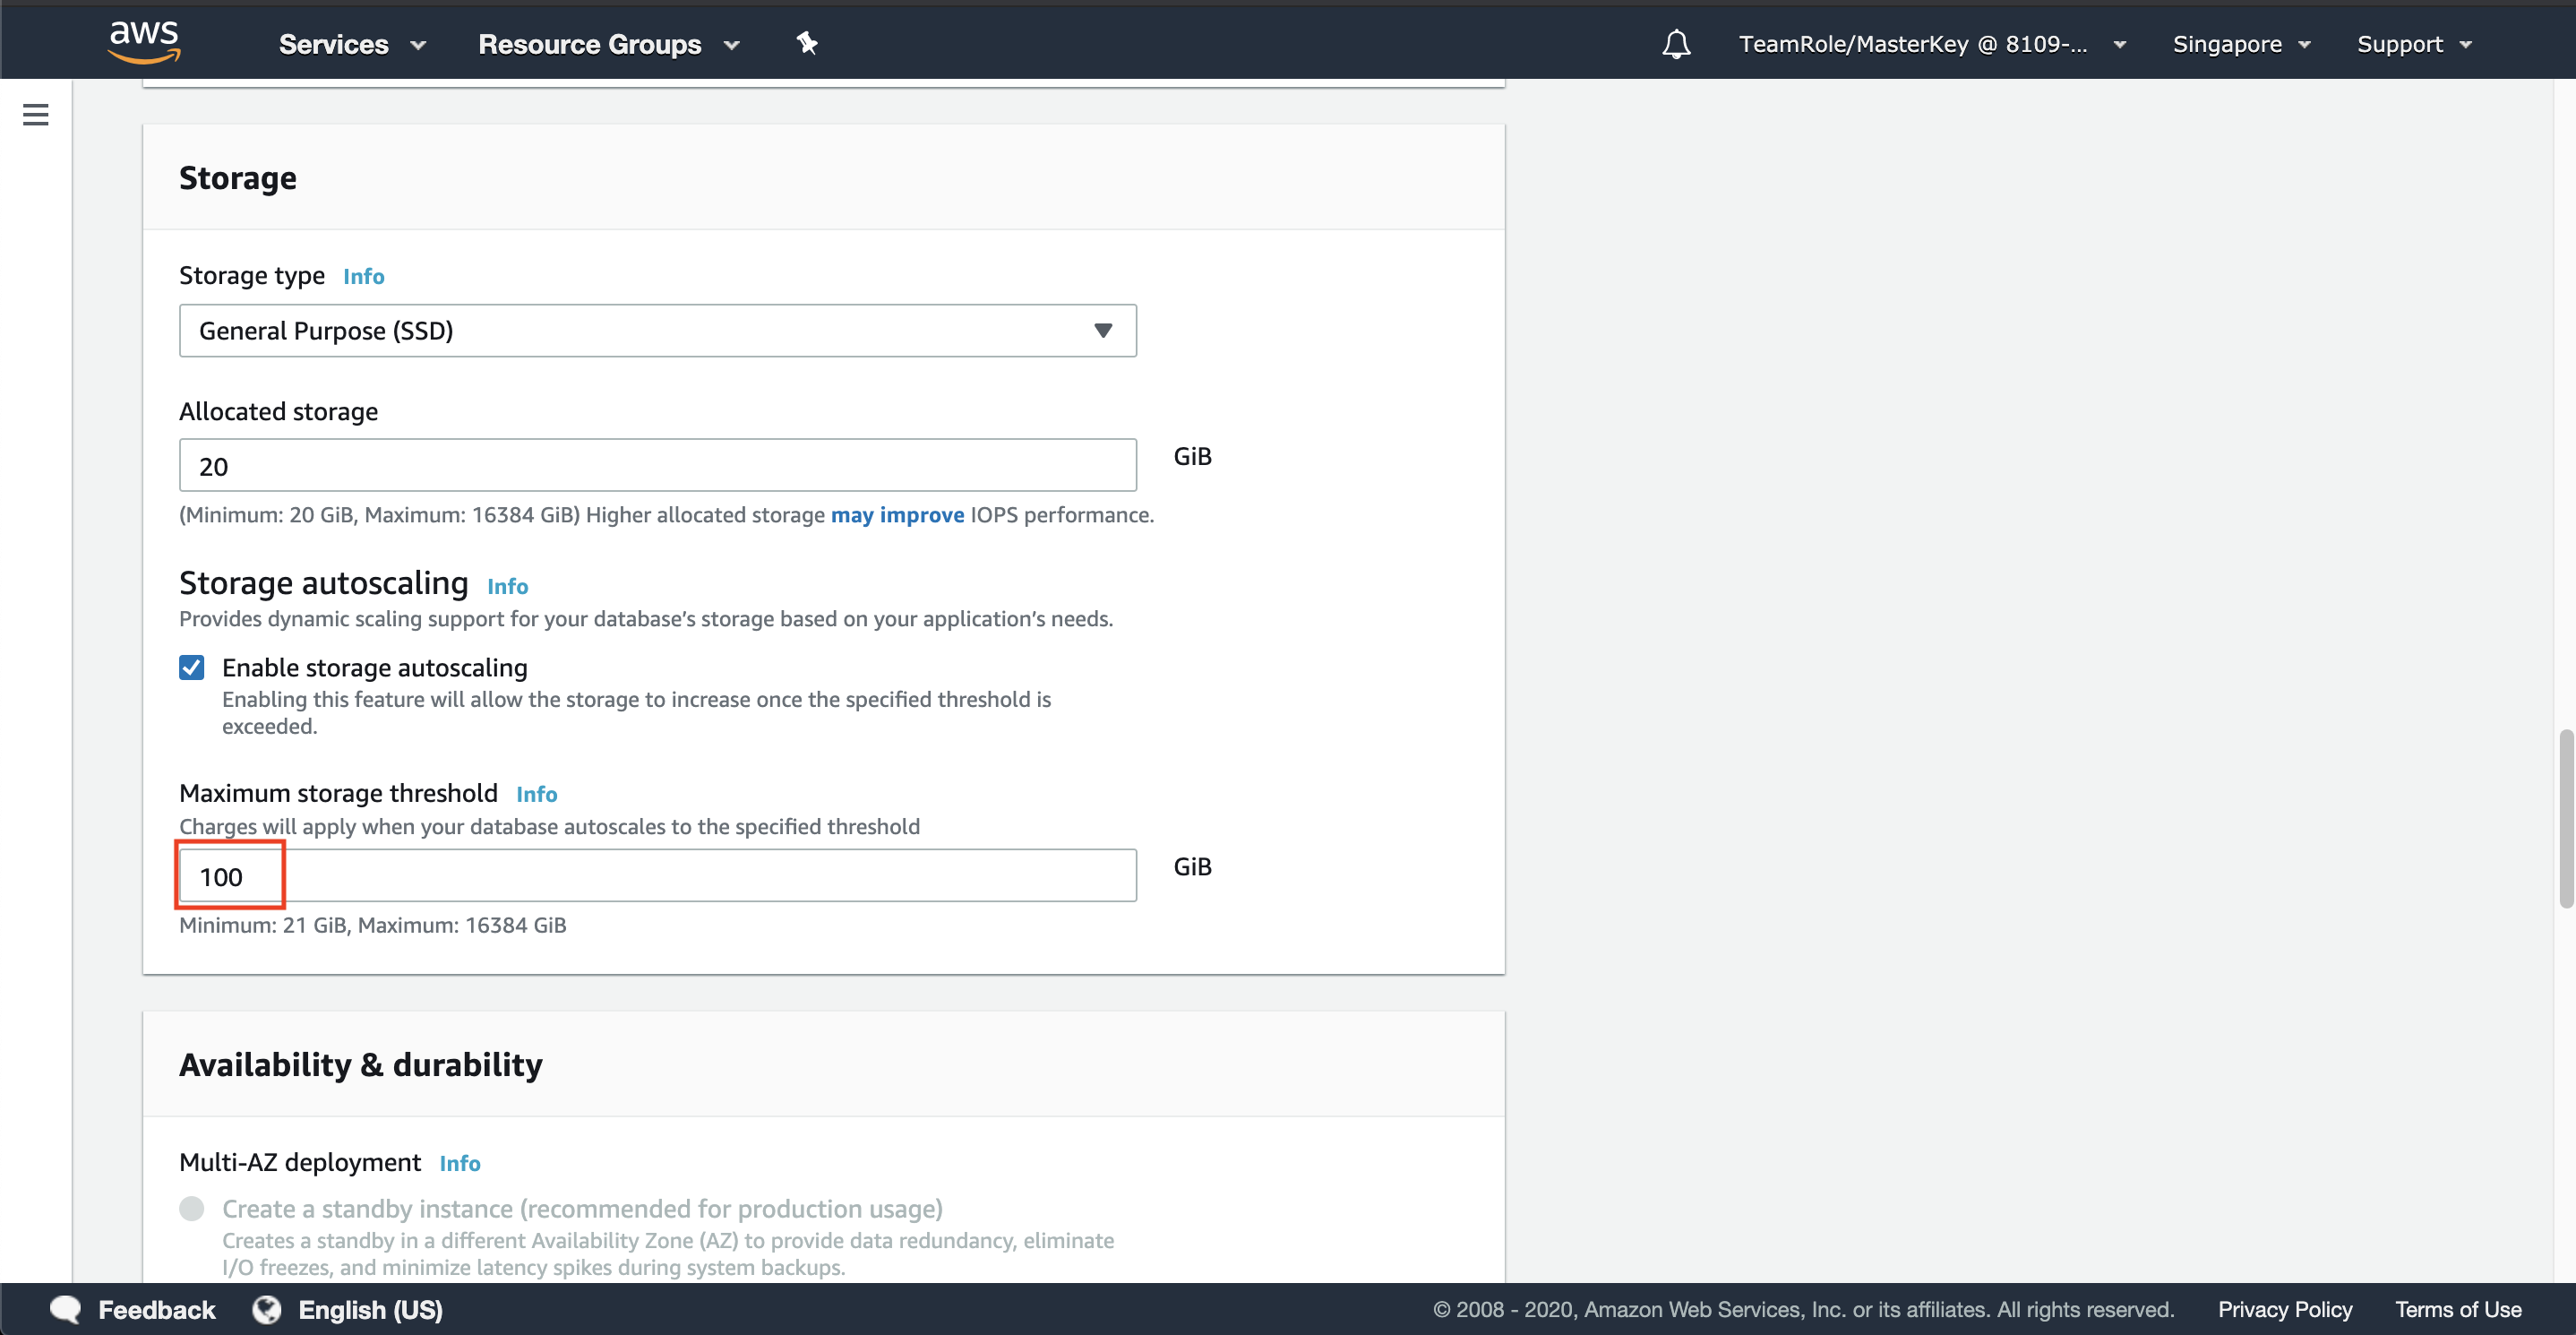 aws Services Resource Groups TeamRole/MasterKey @ 8109-... Singapore Support
Storage
Storage type Info
General Purpose (SSD)
Allocated storage
20 GiB
(Minimum: 20 GiB, Maximum: 16384 GiB) Higher allocated storage may improve IOPS performance.
Storage autoscaling Info
Provides dynamic scaling support for your database’s storage based on your application’s needs.
Enable storage autoscaling
Enabling this feature will allow the storage to increase once the specified threshold is
exceeded.
Maximum storage threshold Info
Charges will apply when your database autoscales to the specified threshold
100 GiB
Minimum: 21 GiB, Maximum: 16384 GiB
Availability & durability
Multi-AZ deployment Info
Create a standby instance (recommended for production usage)
Creates a standby in a different Availability Zone (AZ) to provide data redundancy, eliminate
I/O freezes, and minimize latency spikes during system backups.
Feedback English (US) © 2008 - 2020, Amazon Web Services, Inc. or its affiliates. All rights reserved. Privacy Policy Terms of Use